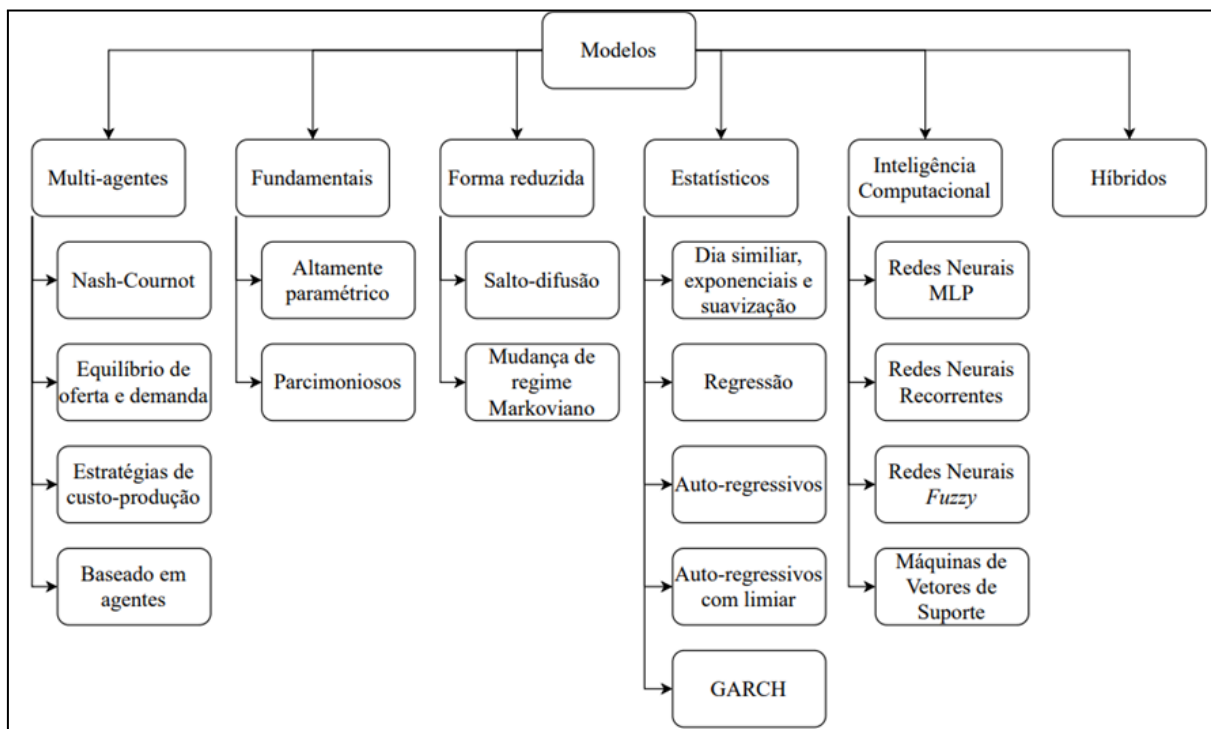 Modelos
Multi-agentes
Fundamentais
Forma reduzida
Estatísticos
Inteligência
Computacional
Híbridos
Nash-Cournot
Equilíbrio de
oferta e demanda
Estratégias de
custo-produção
Baseado em
agentes
Altamente
paramétrico
Parcimoniosos
Salto-difusão
Mudança de
regime
Markoviano
Dia similiar,
exponenciais e
suavização
Regressão
Auto-regressivos
Auto-regressivos
com limiar
GARCH
Redes Neurais
MLP
Redes Neurais
Recorrentes
Redes Neurais
Fuzzy
Máquinas de
Vetores de
Suporte